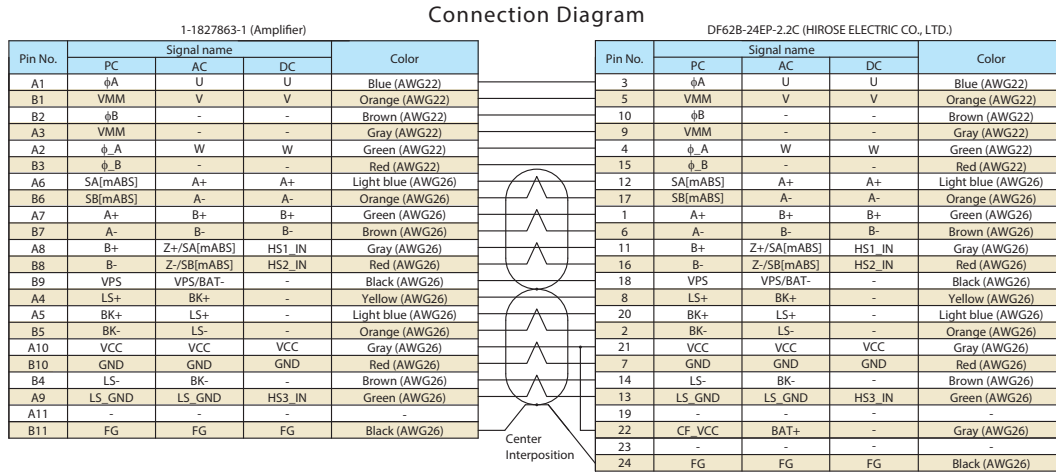 Connection Diagram
1-1827863-1 (Amplifier)
Pin No. Signal name Color
PC AC DC
A1 ϕA U U Blue (AWG22)
B1 VMM V V Orange (AWG22)
B2 ϕB - - Brown (AWG22)
A3 VMM - - Gray (AWG22)
A2 ϕ_A W W Green (AWG22)
B3 ϕ_B - - Red (AWG22)
A6 SA[mABS] A+ A+ Light blue (AWG26)
B6 SB[mABS] A- A- Orange (AWG26)
A7 A+ B+ B+ Green (AWG26)
B7 A- B- B- Brown (AWG26)
A8 B+ Z+/SA[mABS] HS1_IN Gray (AWG26)
B8 B- Z-/SB[mABS] HS2_IN Red (AWG26)
B9 VPS VPS/BAT- - Black (AWG26)
A4 LS+ BK+ - Yellow (AWG26)
A5 BK+ LS+ - Light blue (AWG26)
B5 BK- LS- - Orange (AWG26)
A10 VCC VCC VCC Gray (AWG26)
B10 GND GND GND Red (AWG26)
B4 LS- BK- - Brown (AWG26)
A9 LS_GND LS_GND HS3_IN Green (AWG26)
A11 - - - -
B11 FG FG FG Black (AWG26)
Center
Interposition
DF62B-24EP-2.2C (HIROSE ELECTRIC CO., LTD.)
Pin No. Signal name Color
PC AC DC
3 ϕA U U Blue (AWG22)
5 VMM V V Orange (AWG22)
10 ϕB - - Brown (AWG22)
9 VMM - - Gray (AWG22)
4 ϕ_A W W Green (AWG22)
15 ϕ_B - - Red (AWG22)
12 SA[mABS] A+ A+ Light blue (AWG26)
17 SB[mABS] A- A- Orange (AWG26)
1 A+ B+ B+ Green (AWG26)
6 A- B- B- Brown (AWG26)
11 B+ Z+/SA[mABS] HS1_IN Gray (AWG26)
16 B- Z-/SB[mABS] HS2_IN Red (AWG26)
18 VPS VPS/BAT- - Black (AWG26)
8 LS+ BK+ - Yellow (AWG26)
20 BK+ LS+ - Light blue (AWG26)
2 BK- LS- - Orange (AWG26)
21 VCC VCC VCC Gray (AWG26)
7 GND GND GND Red (AWG26)
14 LS- BK- - Brown (AWG26)
13 LS_GND LS_GND HS3_IN Green (AWG26)
19 - - - -
22 CF_VCC BAT+ - Gray (AWG26)
23 - - - -
24 FG FG FG Black (AWG26)